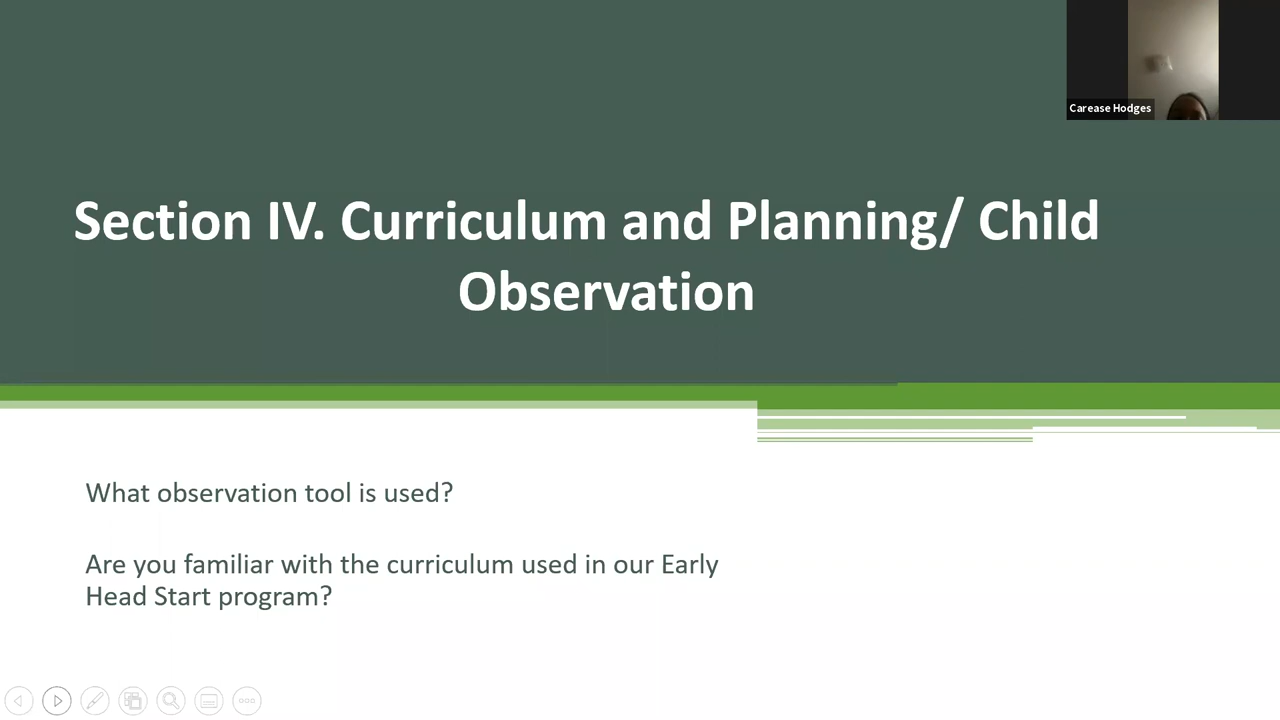 Carease Hodges
Section IV. Curriculum and Planning/ Child
Observation
What observation tool is used?
Are you familiar with the curriculum used in our Early
Head Start program?